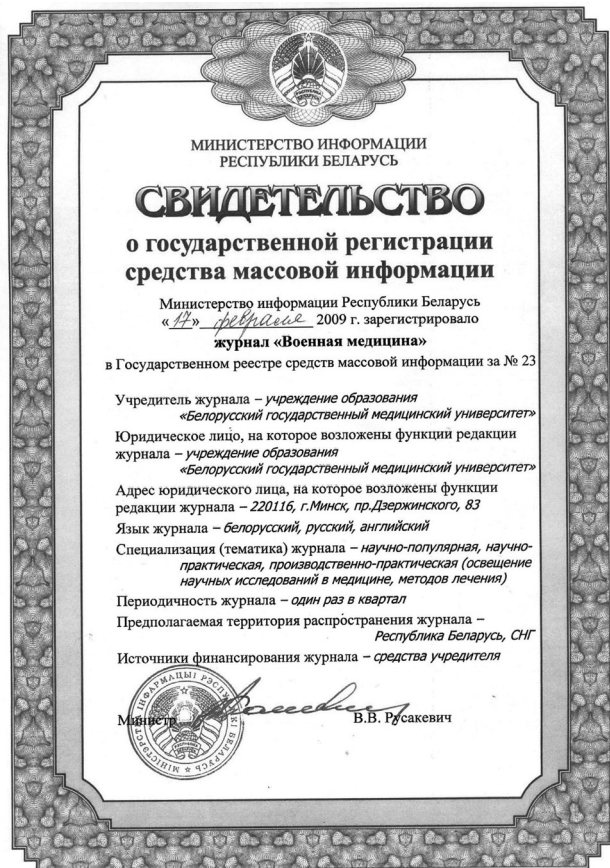 МИНИСТЕРСТВО ИНФОРМАЦИИ
РЕСПУБЛИКИ БЕЛАРУСЬ
СВИДЕТЕЛЬСТВО
о государственной регистрации
средства массовой информации
Министерство информации Республики Беларусь
«17» февраля 2009 г. зарегистрировало
журнал «Военная медицина»
в Государственном реестре средств массовой информации за № 23
Учредитель журнала – учреждение образования
«Белорусский государственный медицинский университет»
Юридическое лицо, на которое возложены функции редакции
журнала – учреждение образования
«Белорусский государственный медицинский университет»
Адрес юридического лица, на которое возложены функции
редакции журнала – 220116, г.Минск, пр.Дзержинского, 83
Язык журнала – белорусский, русский, английский
Специализация (тематика) журнала – научно-популярная, научно-
практическая, производственно-практическая (освещение
научных исследований в медицине, методов лечения)
Периодичность журнала – один раз в квартал
Предполагаемая территория распространения журнала –
Республика Беларусь, СНГ
Источники финансирования журнала – средства учредителя
Министр В.В. Русакевич
МІНІСТЭРСТВА ІНФАРМАЦЫІ РЭСПУБЛІКІ БЕЛАРУСЬ